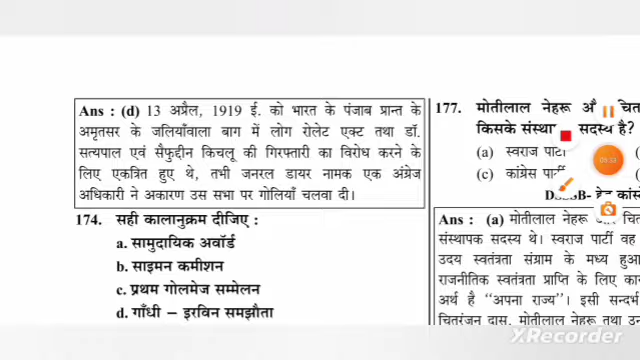 Ans : (d) 13 अप्रैल, 1919 ई. को भारत के पंजाब प्रान्त के
अमृतसर के जलियाँवाला बाग में लोग रोलेट एक्ट तथा डॉ.
सत्यपाल एवं सैफुद्दीन किचलू की गिरफ्तारी का विरोध करने के
लिए एकत्रित हुए थे, तभी जनरल डायर नामक एक अंग्रेज
अधिकारी ने अकारण उस सभा पर गोलियाँ चलवा दी।
174. सही कालानुक्रम दीजिए :
a. सामुदायिक अवॉर्ड
b. साइमन कमीशन
c. प्रथम गोलमेज सम्मेलन
d. गाँधी – इरविन समझौता
177. मोतीलाल नेहरू
किसके सदस्य है?
(a) स्वराज पार्टी
(c) कांग्रेस
Ans : (a) मोतीलाल नेहरू
संस्थापक सदस्य थे। स्वराज पार्टी वह
उदय स्वतंत्रता संग्राम के मध्य हुआ
राजनीतिक स्वतंत्रता प्राप्ति के लिए
अर्थ है “अपना राज्य”। इसी सन्दर्भ
चितरंजन दास, मोतीलाल नेहरू तथा
XRecorder